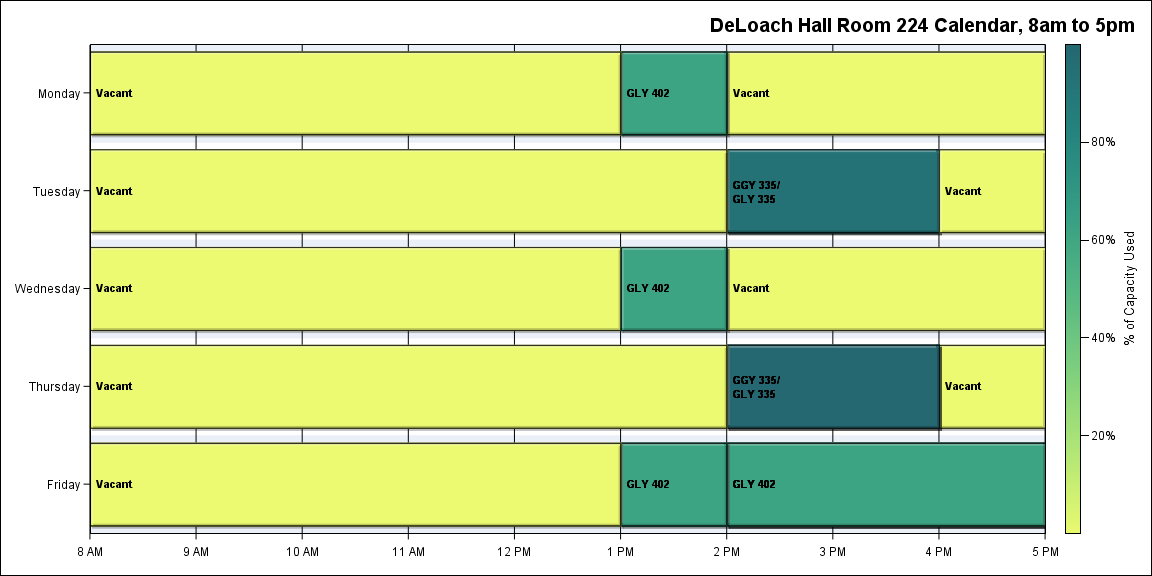 DeLoach Hall Room 224 Calendar, 8am to 5pm
Monday
Vacant
GLY 402
Vacant
Tuesday
Vacant
GGY 335/
GLY 335
Vacant
Wednesday
Vacant
GLY 402
Vacant
Thursday
Vacant
GGY 335/
GLY 335
Vacant
Friday
Vacant
GLY 402
GLY 402
8 AM
9 AM
10 AM
11 AM
12 PM
1 PM
2 PM
3 PM
4 PM
5 PM
80%
60%
40%
20%
% of Capacity Used